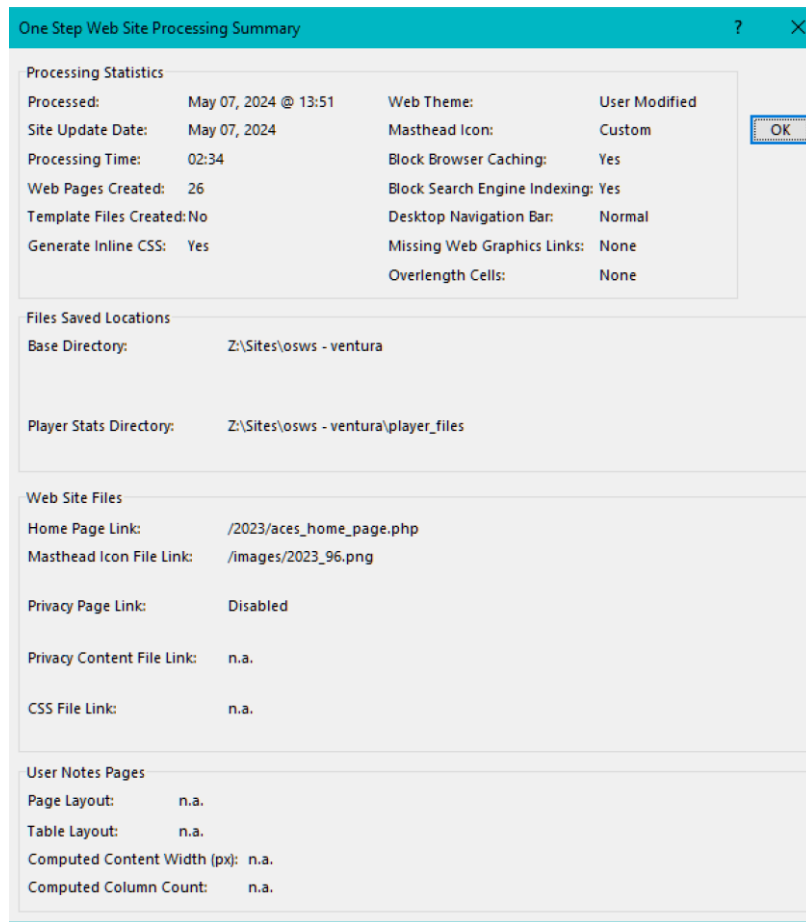 One Step Web Site Processing Summary ? ×
Processing Statistics
Processed: May 07, 2024 @ 13:51 Web Theme: User Modified
Site Update Date: May 07, 2024 Masthead Icon: Custom OK
Processing Time: 02:34 Block Browser Caching: Yes
Web Pages Created: 26 Block Search Engine Indexing: Yes
Template Files Created: No Desktop Navigation Bar: Normal
Generate Inline CSS: Yes Missing Web Graphics Links: None
Overlength Cells: None
Files Saved Locations
Base Directory: Z:\Sites\osws - ventura
Player Stats Directory: Z:\Sites\osws - ventura\player_files
Web Site Files
Home Page Link: /2023/aces_home_page.php
Masthead Icon File Link: /images/2023_96.png
Privacy Page Link: Disabled
Privacy Content File Link: n.a.
CSS File Link: n.a.
User Notes Pages
Page Layout: n.a.
Table Layout: n.a.
Computed Content Width (px): n.a.
Computed Column Count: n.a.